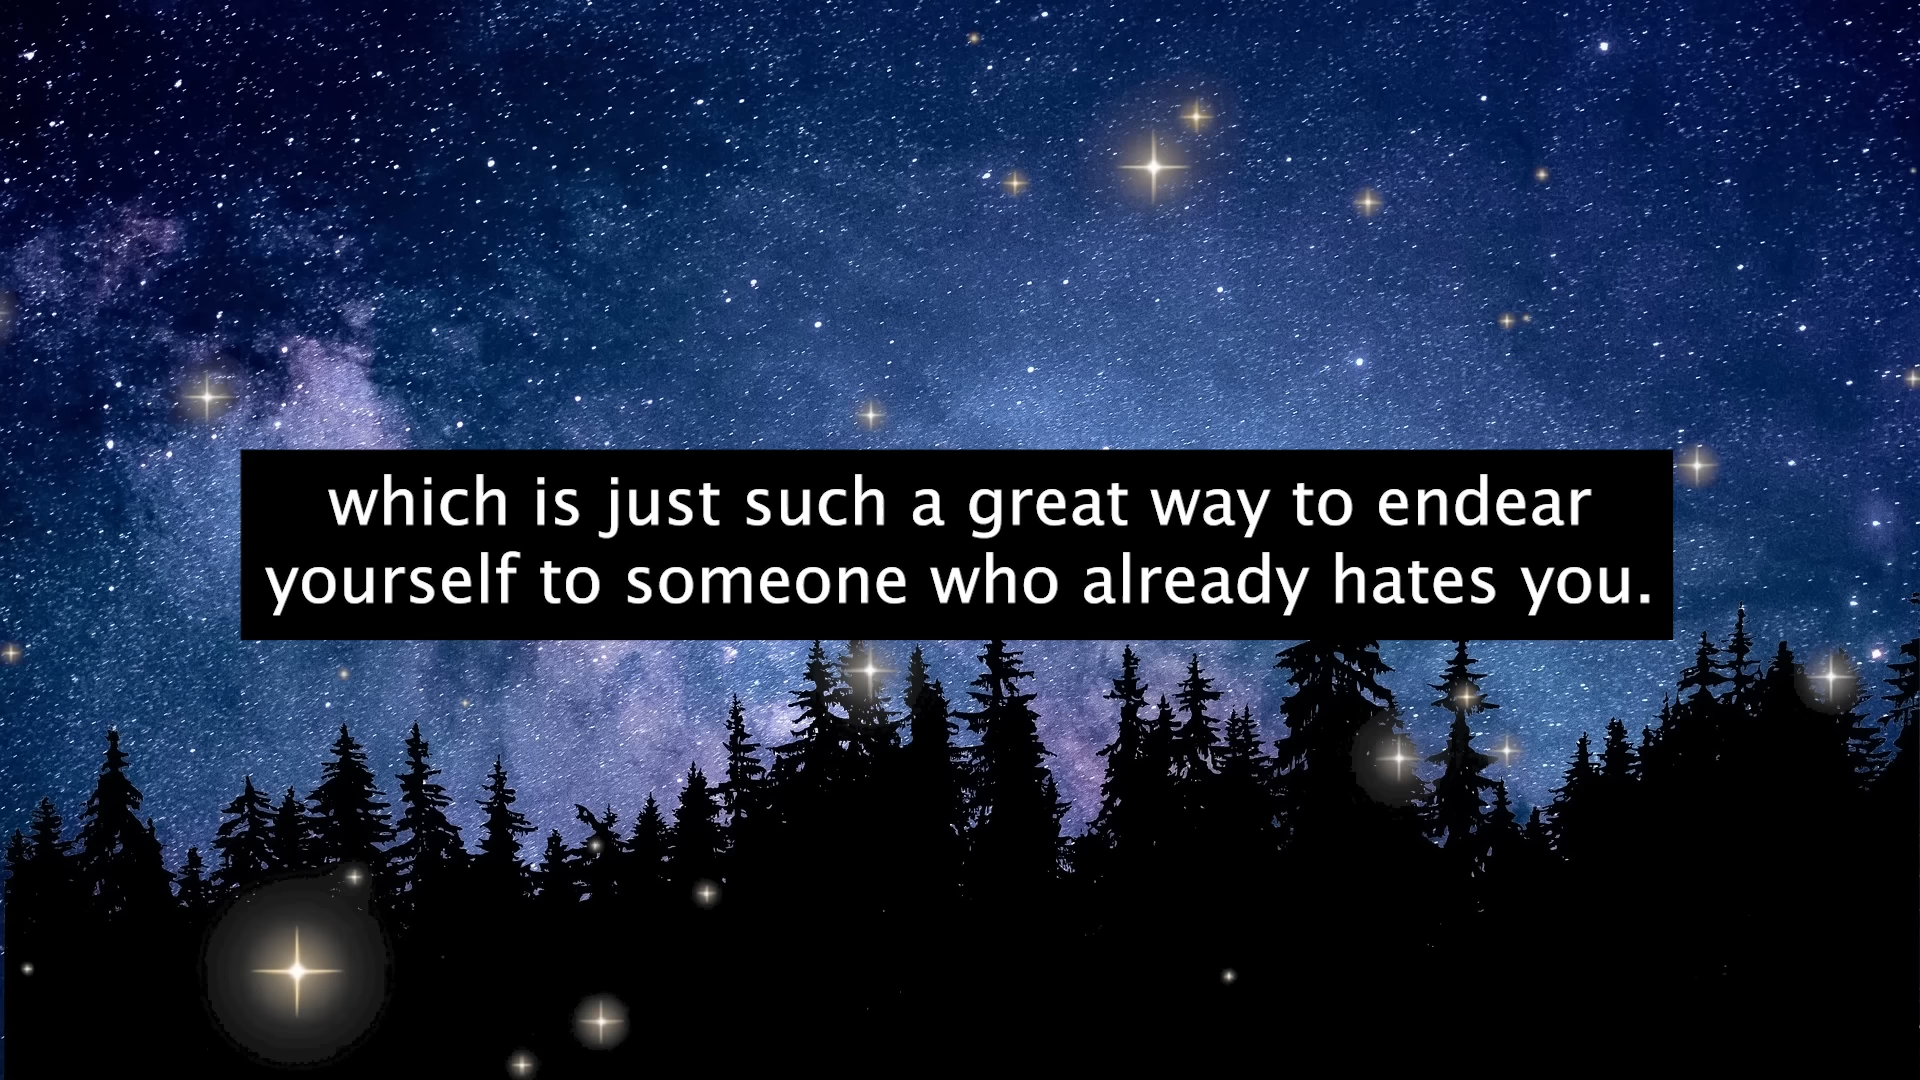 which is just such a great way to endear
yourself to someone who already hates you.